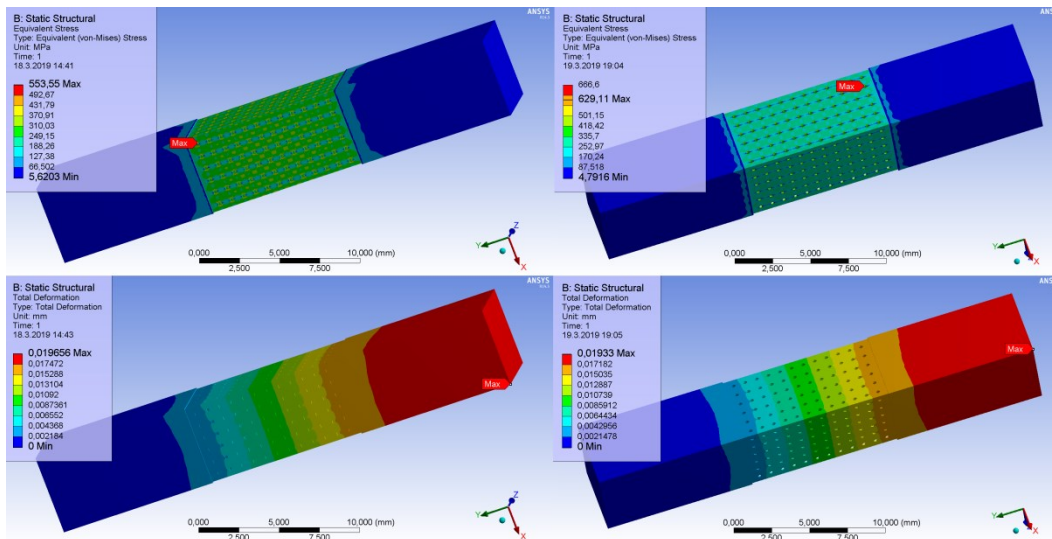 B: Static Structural
Equivalent Stress
Type: Equivalent (von-Mises) Stress
Unit: MPa
Time: 1
18.3.2019 14:41
553,55 Max
492,67
431,79
370,91
310,03
249,15
188,26
127,38
66,502
5,6203 Min
Max
ANSYS
0,000
5,000
10,000 (mm)
2,500
7,500
Z
Y
X
B: Static Structural
Equivalent Stress
Type: Equivalent (von-Mises) Stress
Unit: MPa
Time: 1
19.3.2019 19:04
666,6
629,11 Max
501,15
418,42
335,7
252,97
170,24
87,518
4,7916 Min
Max
ANSYS
0,000
5,000
10,000 (mm)
2,500
7,500
Y
X
B: Static Structural
Total Deformation
Type: Total Deformation
Unit: mm
Time: 1
18.3.2019 14:43
0,019656 Max
0,017472
0,015288
0,013104
0,01092
0,0087361
0,006552
0,004368
0,002184
0 Min
Max
ANSYS
0,000
5,000
10,000 (mm)
2,500
7,500
Z
Y
X
B: Static Structural
Total Deformation
Type: Total Deformation
Unit: mm
Time: 1
19.3.2019 19:05
0,01933 Max
0,017182
0,015035
0,012887
0,010739
0,0085912
0,0064434
0,0042956
0,0021478
0 Min
Max
ANS
0,000
5,000
10,000 (mm)
2,500
7,500
Y
X